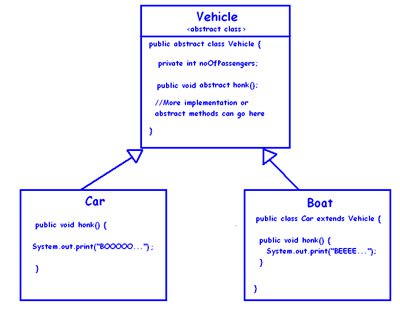 Vehicle
<abstract class>
public abstract class Vehicle {
private int noOfPassengers;
public void abstract honk();
//More implementation or
abstract methods can go here
}
Car
public void honk() {
System.out.print("BOOOOO...");
}
Boat
public class Car extends Vehicle {
public void honk() {
System.out.print("BEEEE...");
}
}